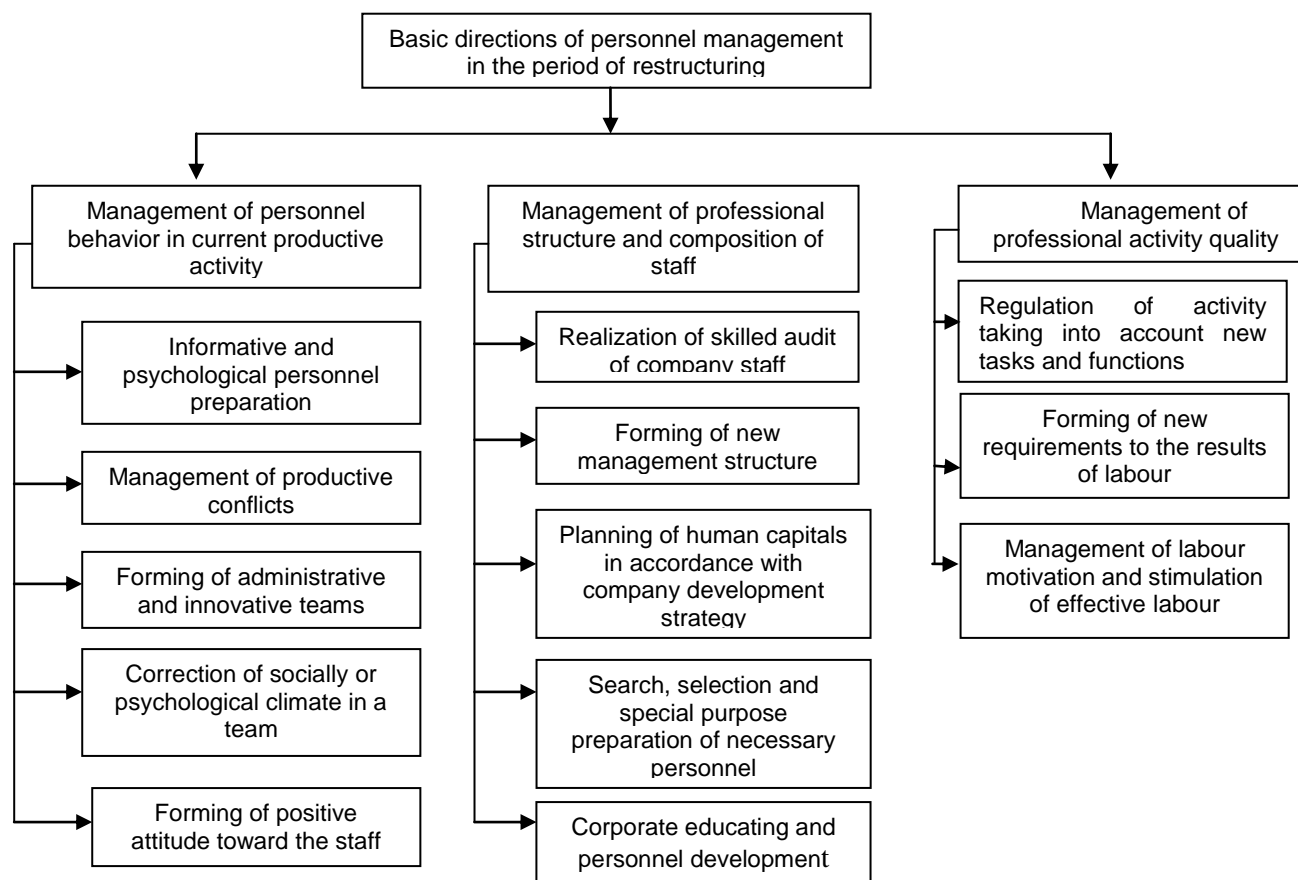 Basic directions of personnel management
in the period of restructuring
Management of personnel
behavior in current productive
activity
Informative and
psychological personnel
preparation
Management of productive
conflicts
Forming of administrative
and innovative teams
Correction of socially or
psychological climate in a
team
Forming of positive
attitude toward the staff
Management of professional
structure and composition of
staff
Realization of skilled audit
of company staff
Forming of new
management structure
Planning of human capitals
in accordance with
company development
strategy
Search, selection and
special purpose
preparation of necessary
personnel
Corporate educating and
personnel development
Management of
professional activity quality
Regulation of activity
taking into account new
tasks and functions
Forming of new
requirements to the results
of labour
Management of labour
motivation and stimulation
of effective labour